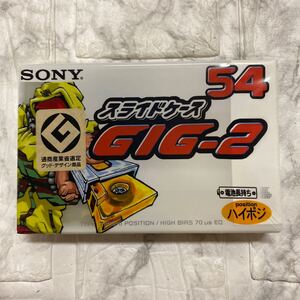 SONY
54
スライドケース
GIG-2
通商産業省選定
グッド・デザイン商品
電池長持ち
position
ハイポジ
POSITION / HIGH BIAS 70 μs EQ